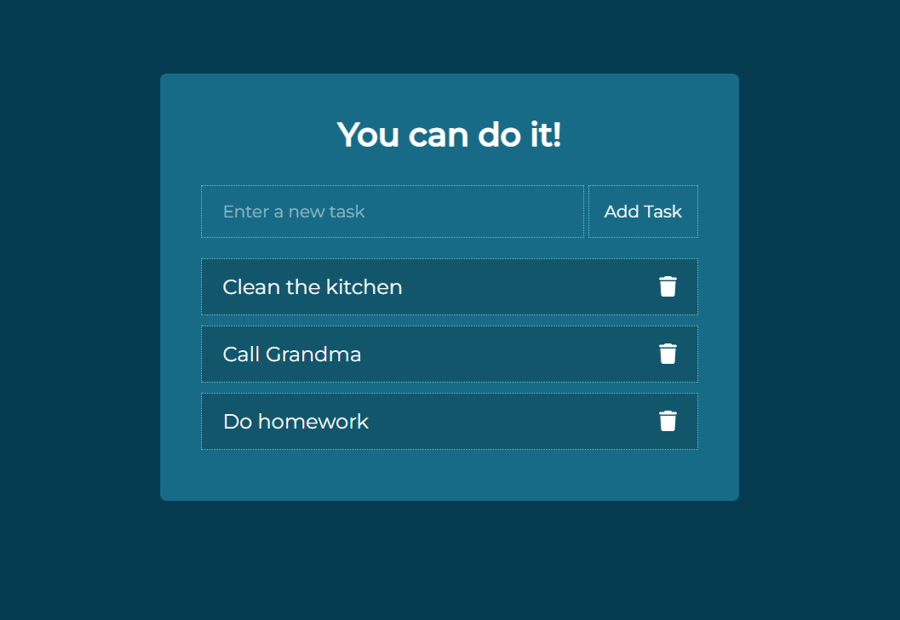 You can do it!
Enter a new task
Add Task
Clean the kitchen
Call Grandma
Do homework